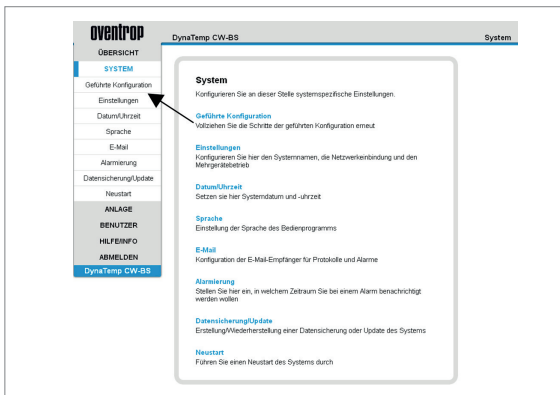 oventrop
DynaTemp CW-BS
System
ÜBERSICHT
SYSTEM
Geführte Konfiguration
Einstellungen
Datum/Uhrzeit
Sprache
E-Mail
Alarmierung
Datensicherung/Update
Neustart
ANLAGE
BENUTZER
HILFE/INFO
ABMELDEN
DynaTemp CW-BS
System
Konfigurieren Sie an dieser Stelle systemspezifische Einstellungen.
Geführte Konfiguration
Vollziehen Sie die Schritte der geführten Konfiguration erneut
Einstellungen
Konfigurieren Sie hier den Systemnamen, die Netzwerkeinbindung und den
Mehrgerätebetrieb
Datum/Uhrzeit
Setzen sie hier Systemdatum und -uhrzeit
Sprache
Einstellung der Sprache des Bedienprogramms
E-Mail
Konfiguration der E-Mail-Empfänger für Protokolle und Alarme
Alarmierung
Stellen Sie hier ein, in welchem Zeitraum Sie bei einem Alarm benachrichtigt
werden wollen
Datensicherung/Update
Erstellung/Wiederherstellung einer Datensicherung oder Update des Systems
Neustart
Führen Sie einen Neustart des Systems durch